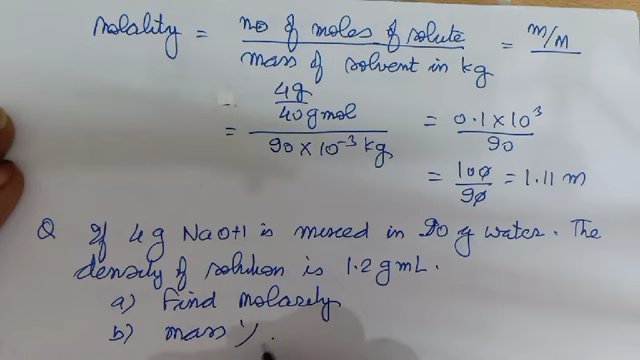 molality = no of moles of solute / mass of solvent in kg = m/M
= 4g / 40 g mol / 90 × 10⁻³ kg = 0.1 × 10³ / 90
= 100 / 90 = 1.11 m
Q If 4 g NaOH is mixed in 90 g water. The
density of solution is 1.2 g mL.
a) Find molarity
b) mass %.